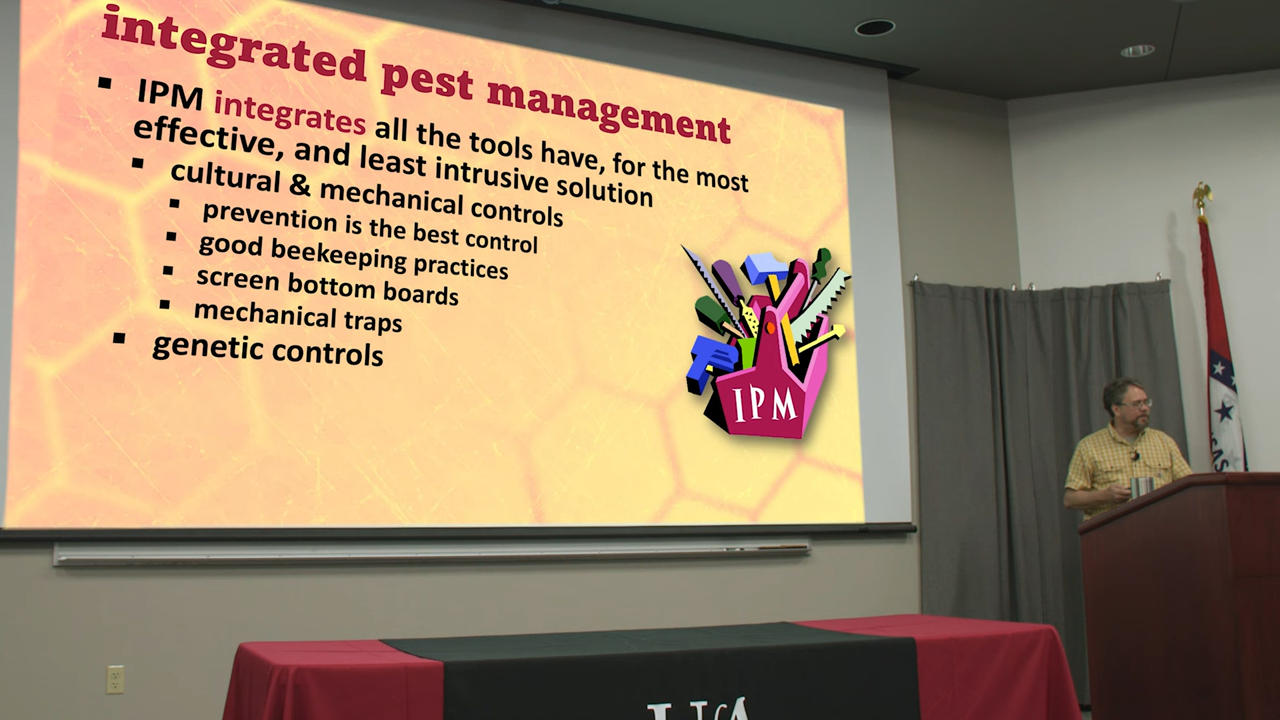 integrated pest management
▪ IPM integrates all the tools have, for the most
effective, and least intrusive solution
▪ cultural & mechanical controls
▪ prevention is the best control
▪ good beekeeping practices
▪ screen bottom boards
▪ mechanical traps
▪ genetic controls
IPM